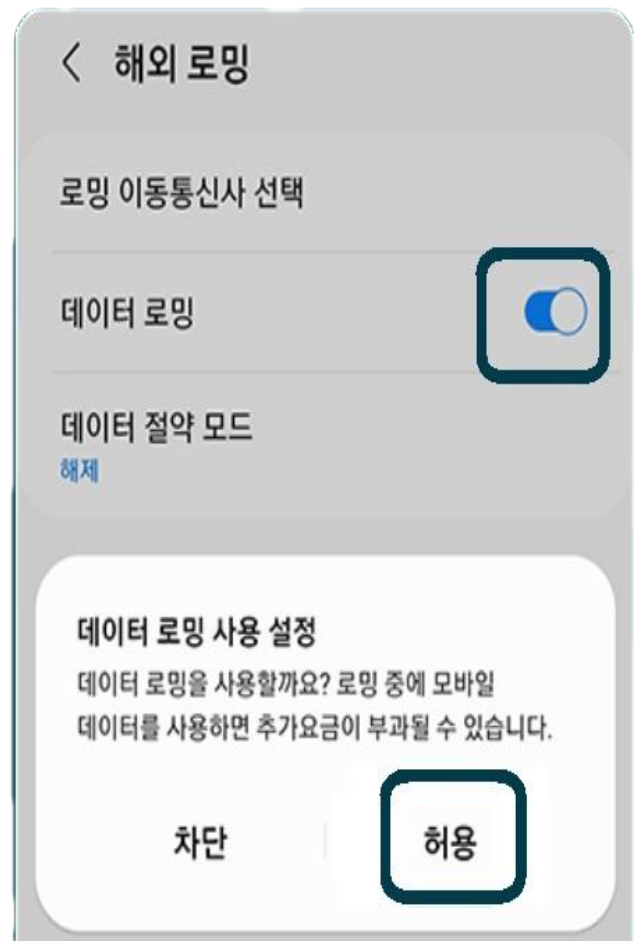 해외 로밍
로밍 이동통신사 선택
데이터 로밍
데이터 절약 모드
해제
데이터 로밍 사용 설정
데이터 로밍을 사용할까요? 로밍 중에 모바일
데이터를 사용하면 추가요금이 부과될 수 있습니다.
차단
허용